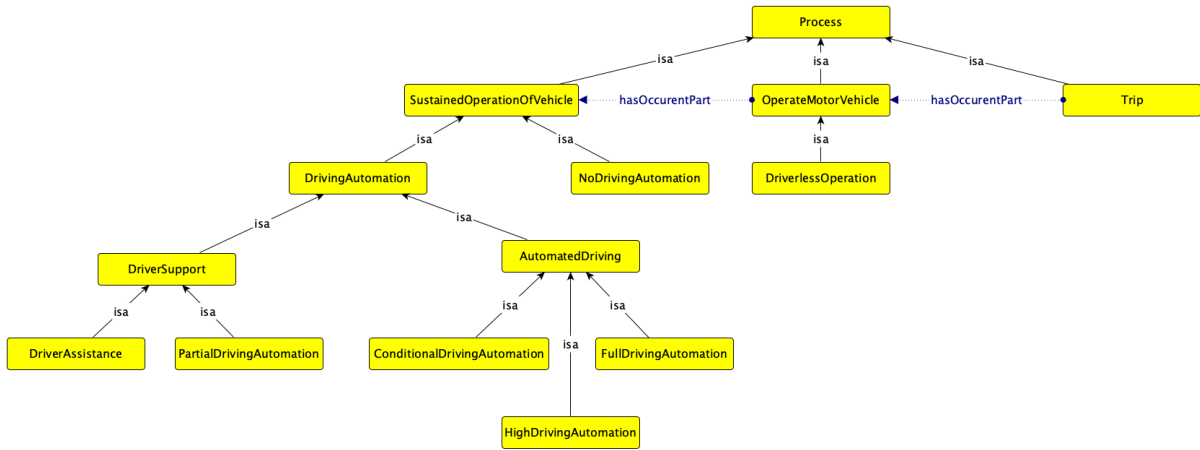 Process
isa
isa
isa
SustainedOperationOfVehicle
hasOccurentPart
OperateMotorVehicle
hasOccurentPart
Trip
isa
isa
isa
DrivingAutomation
NoDrivingAutomation
DriverlessOperation
isa
isa
DriverSupport
AutomatedDriving
isa
isa
isa
isa
isa
DriverAssistance
PartialDrivingAutomation
ConditionalDrivingAutomation
FullDrivingAutomation
HighDrivingAutomation